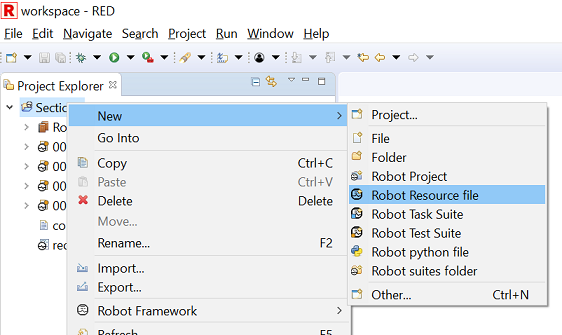 R workspace - RED
File Edit Navigate Search Project Run Window Help
Project Explorer
Sectio
New
Project...
Ro
Go Into
File
00
Folder
00
Copy Ctrl+C
Robot Project
00
Paste Ctrl+V
Robot Resource file
00
Delete Delete
Robot Task Suite
co
Move...
Robot Test Suite
rec
Rename... F2
Robot python file
Import...
Robot suites folder
Export...
Other... Ctrl+N
Robot Framework
Refresh F5